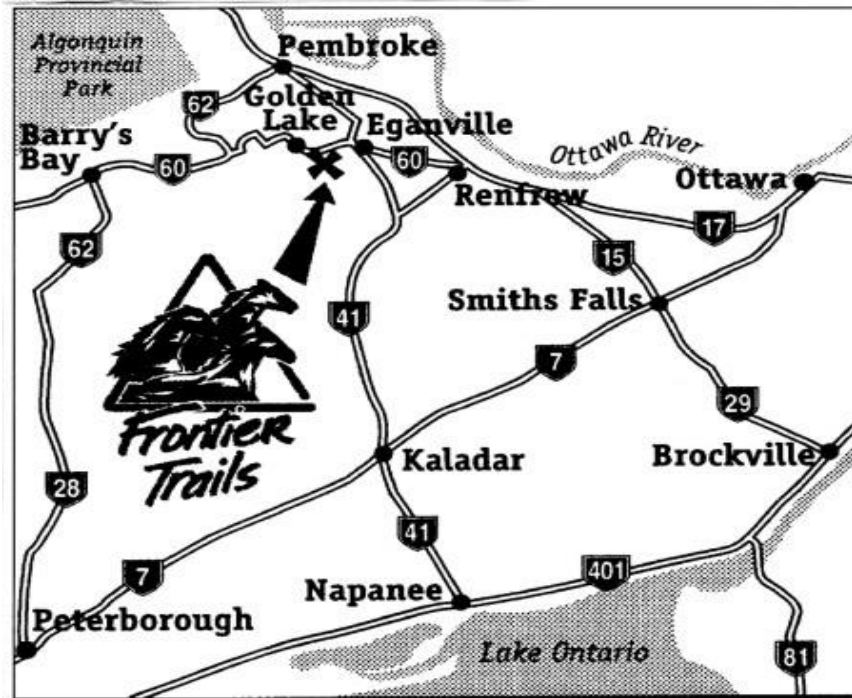 Algonquin
Provincial
Park
Pembroke
62
Golden
Lake
Eganville
Barry's
Bay
60
60
Renfrew
Ottawa River
Ottawa
17
62
15
Smiths Falls
41
7
Frontier
Trails
29
Kaladar
Brockville
28
41
7
Napanee
401
Peterborough
Lake Ontario
81